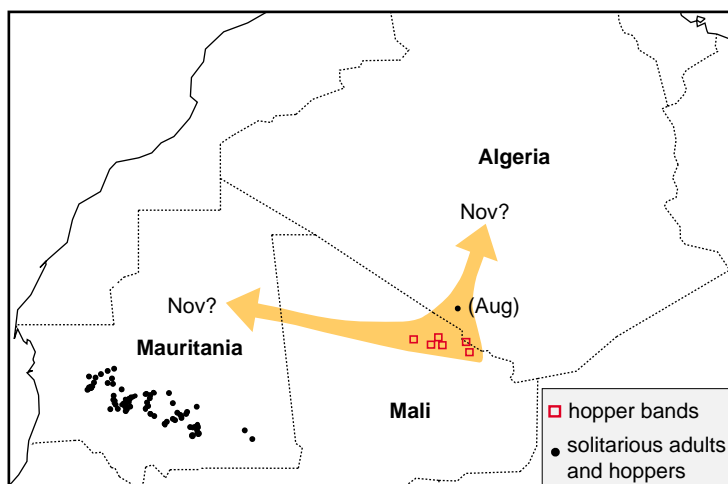 Algeria
Nov?
Nov?
(Aug)
Mauritania
Mali
hopper bands
solitarious adults
and hoppers